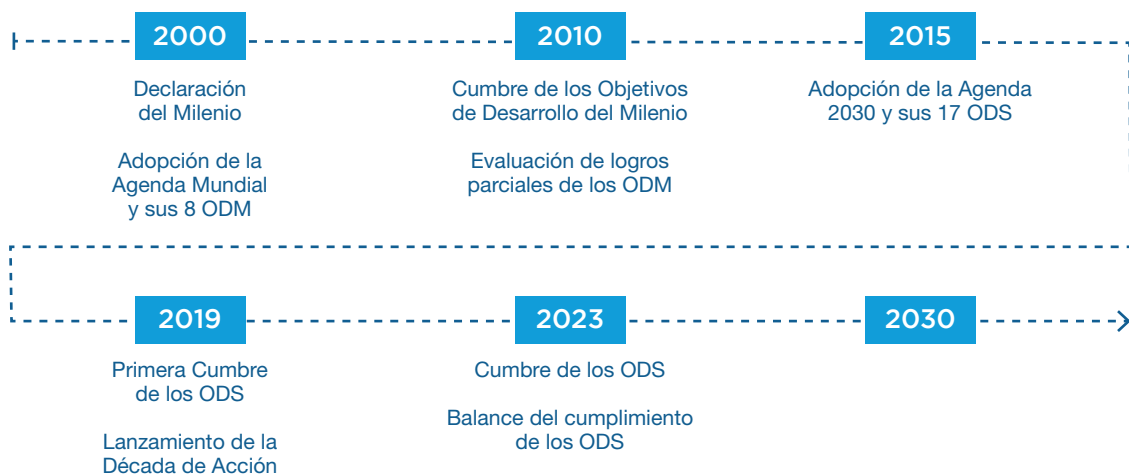 2000
Declaración
del Milenio
Adopción de la
Agenda Mundial
y sus 8 ODM
2010
Cumbre de los Objetivos
de Desarrollo del Milenio
Evaluación de logros
parciales de los ODM
2015
Adopción de la Agenda
2030 y sus 17 ODS
2019
Primera Cumbre
de los ODS
Lanzamiento de la
Década de Acción
2023
Cumbre de los ODS
Balance del cumplimiento
de los ODS
2030